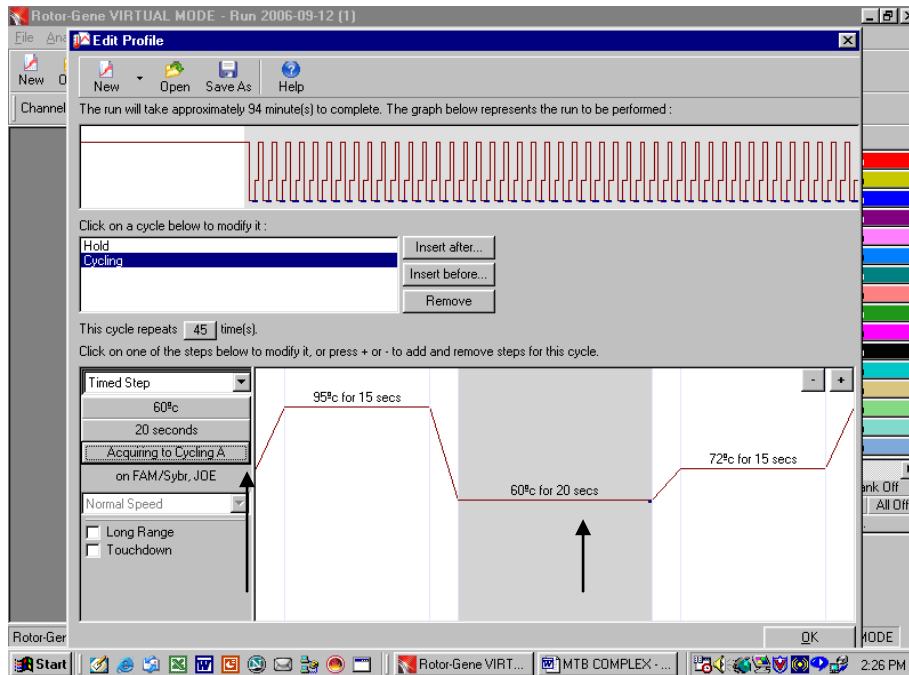 Rotor-Gene VIRTUAL MODE - Run 2006-09-12 (1)
File Ana
Edit Profile
New
New Open Save As Help
Channel
The run will take approximately 94 minute(s) to complete. The graph below represents the run to be performed :
Click on a cycle below to modify it :
Hold
Cycling
Insert after...
Insert before...
Remove
This cycle repeats 45 time(s).
Click on one of the steps below to modify it, or press + or - to add and remove steps for this cycle.
Timed Step
- +
60ºc
20 seconds
Acquiring to Cycling A
on FAM/Sybr, JOE
Normal Speed
Long Range
Touchdown
95ºc for 15 secs
60ºc for 20 secs
72ºc for 15 secs
ank Off
All Off
OK
Rotor-Ger
MODE
Start
Rotor-Gene VIRT...
MTB COMPLEX - ...
2:26 PM